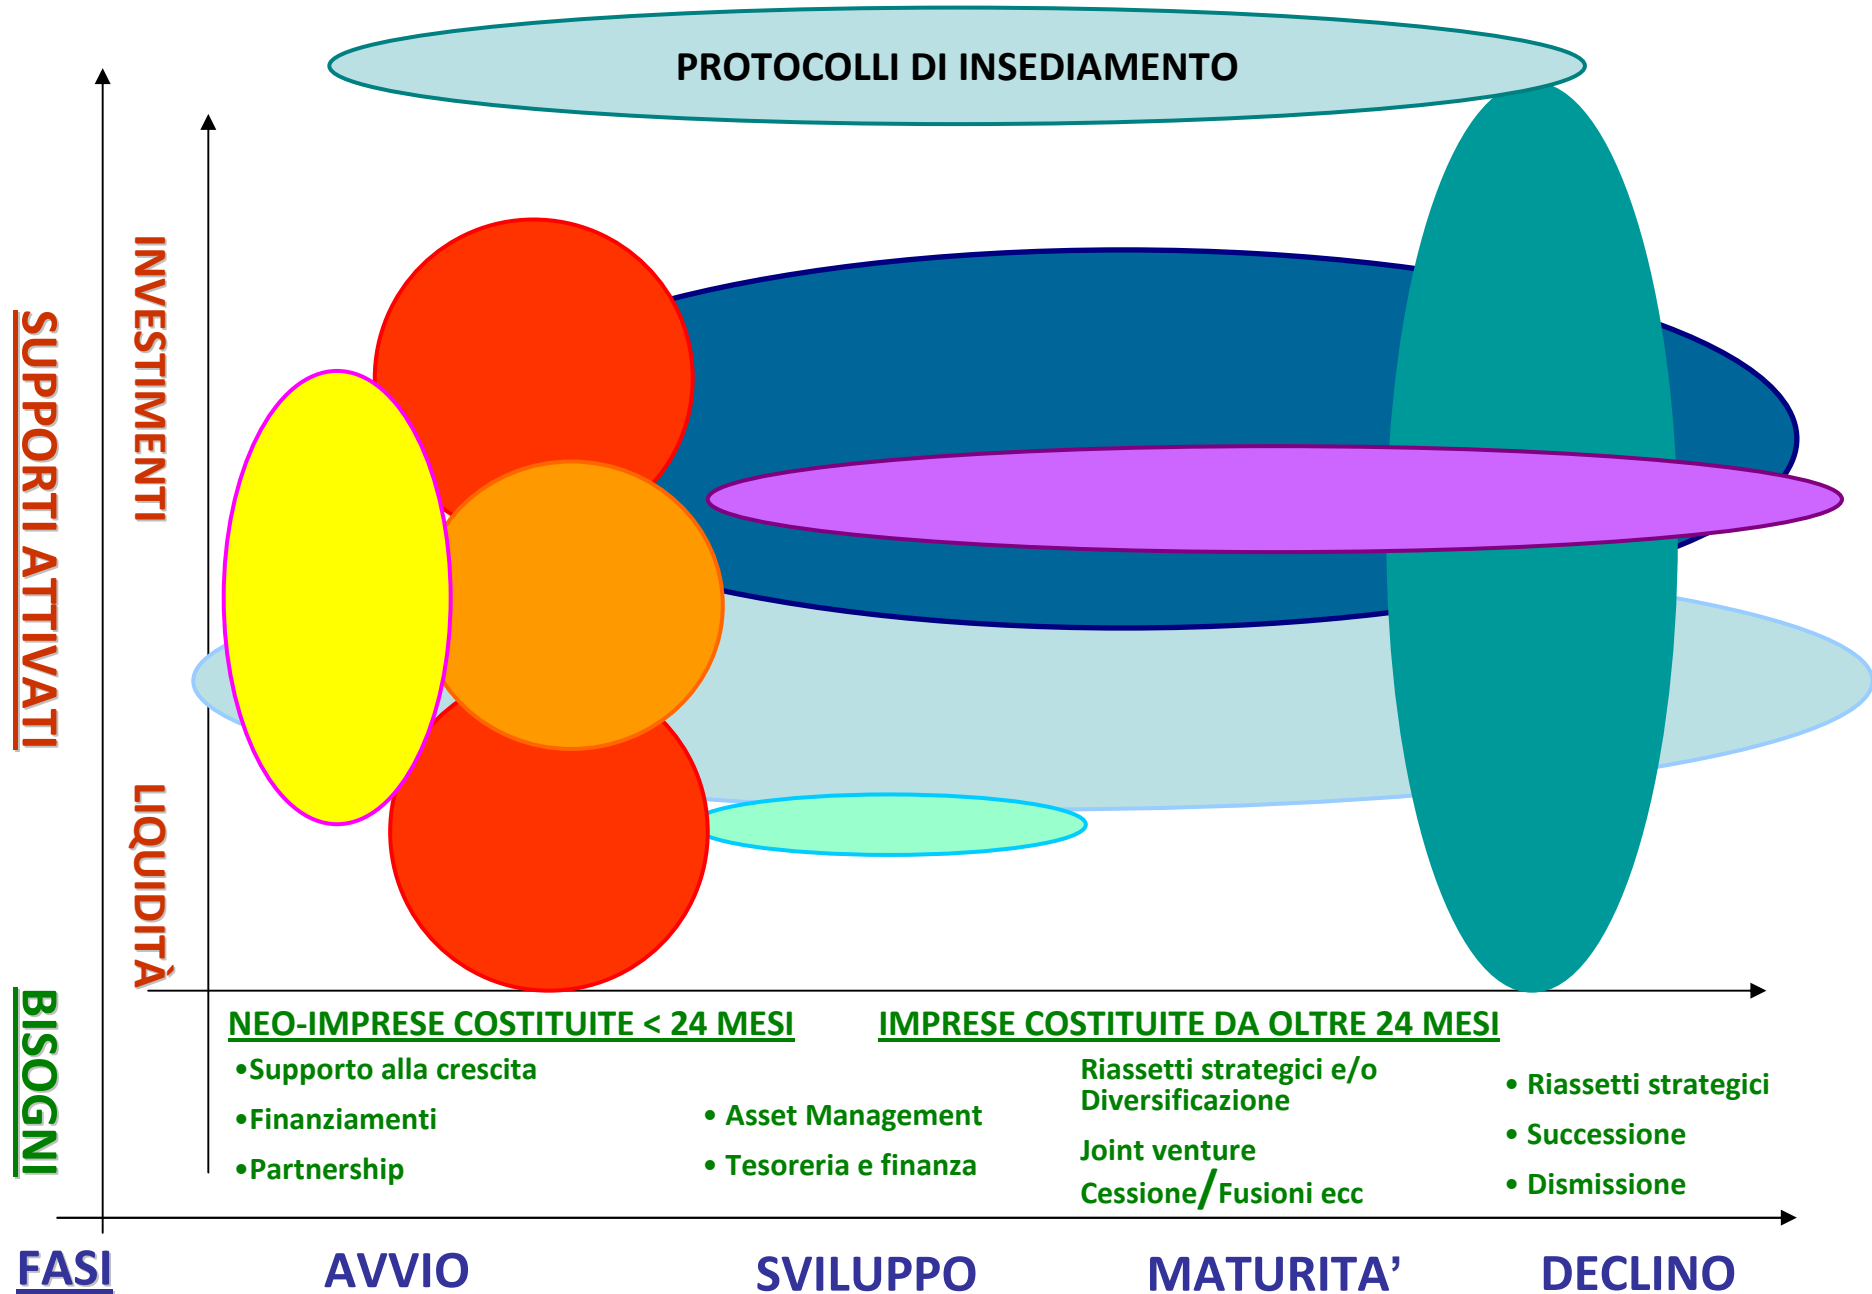 PROTOCOLLI DI INSEDIAMENTO
SUPPORTI ATTIVATI
INVESTIMENTI
LIQUIDITÀ
BISOGNI
NEO-IMPRESE COSTITUITE < 24 MESI
•Supporto alla crescita
•Finanziamenti
•Partnership
• Asset Management
• Tesoreria e finanza
IMPRESE COSTITUITE DA OLTRE 24 MESI
Riassetti strategici e/o
Diversificazione
Joint venture
Cessione/Fusioni ecc
• Riassetti strategici
• Successione
• Dismissione
FASI
AVVIO
SVILUPPO
MATURITA’
DECLINO